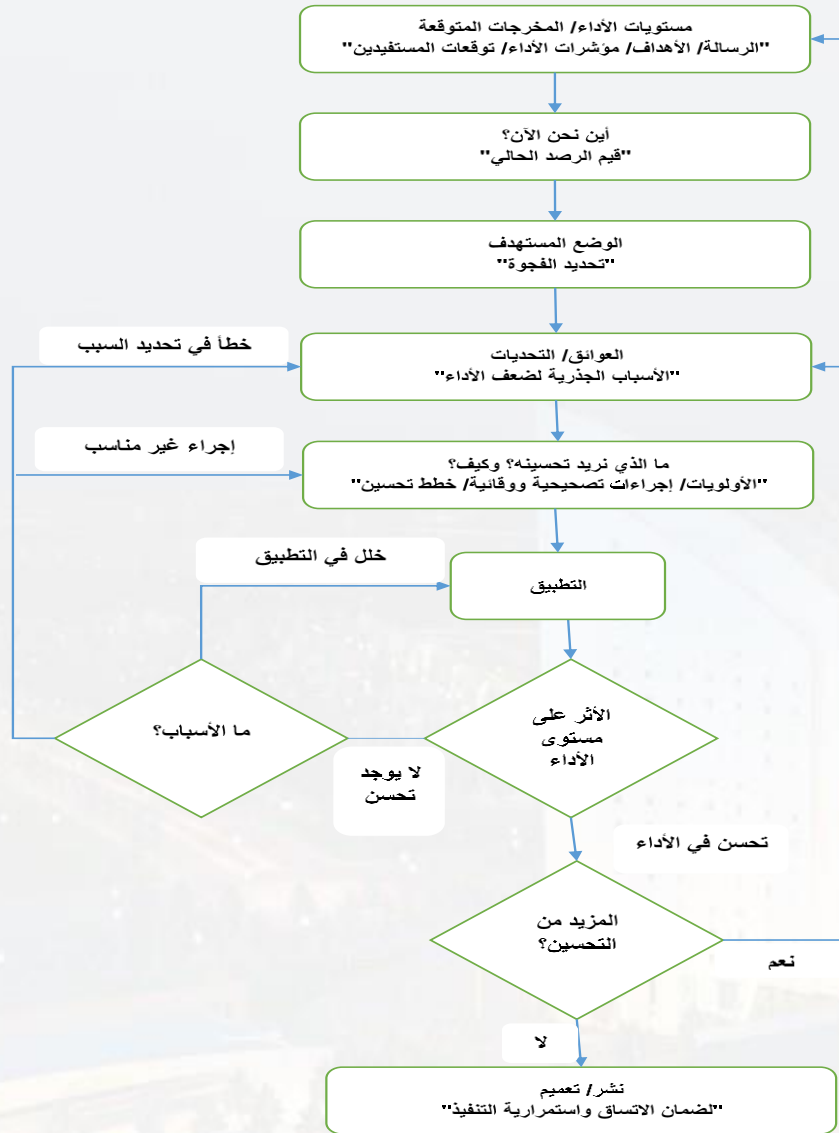 مستويات الأداء/ المخرجات المتوقعة
"الرسالة/ الأهداف/ مؤشرات الأداء/ توقعات المستفيدين"
أين نحن الآن؟
"قيم الرصد الحالي"
الوضع المستهدف
"تحديد الفجوة"
خطأ في تحديد السبب
العوائق/ التحديات
"الأسباب الجذرية لضعف الأداء"
إجراء غير مناسب
ما الذي نريد تحسينه؟ وكيف؟
"الأولويات/ إجراءات تصحيحية ووقائية/ خطط تحسين"
خلل في التطبيق
التطبيق
الأثر على
مستوى
الأداء
ما الأسباب؟
لا يوجد
تحسن
تحسن في الأداء
المزيد من
التحسين؟
نعم
لا
نشر/ تعميم
"لضمان الاتساق واستمرارية التنفيذ"